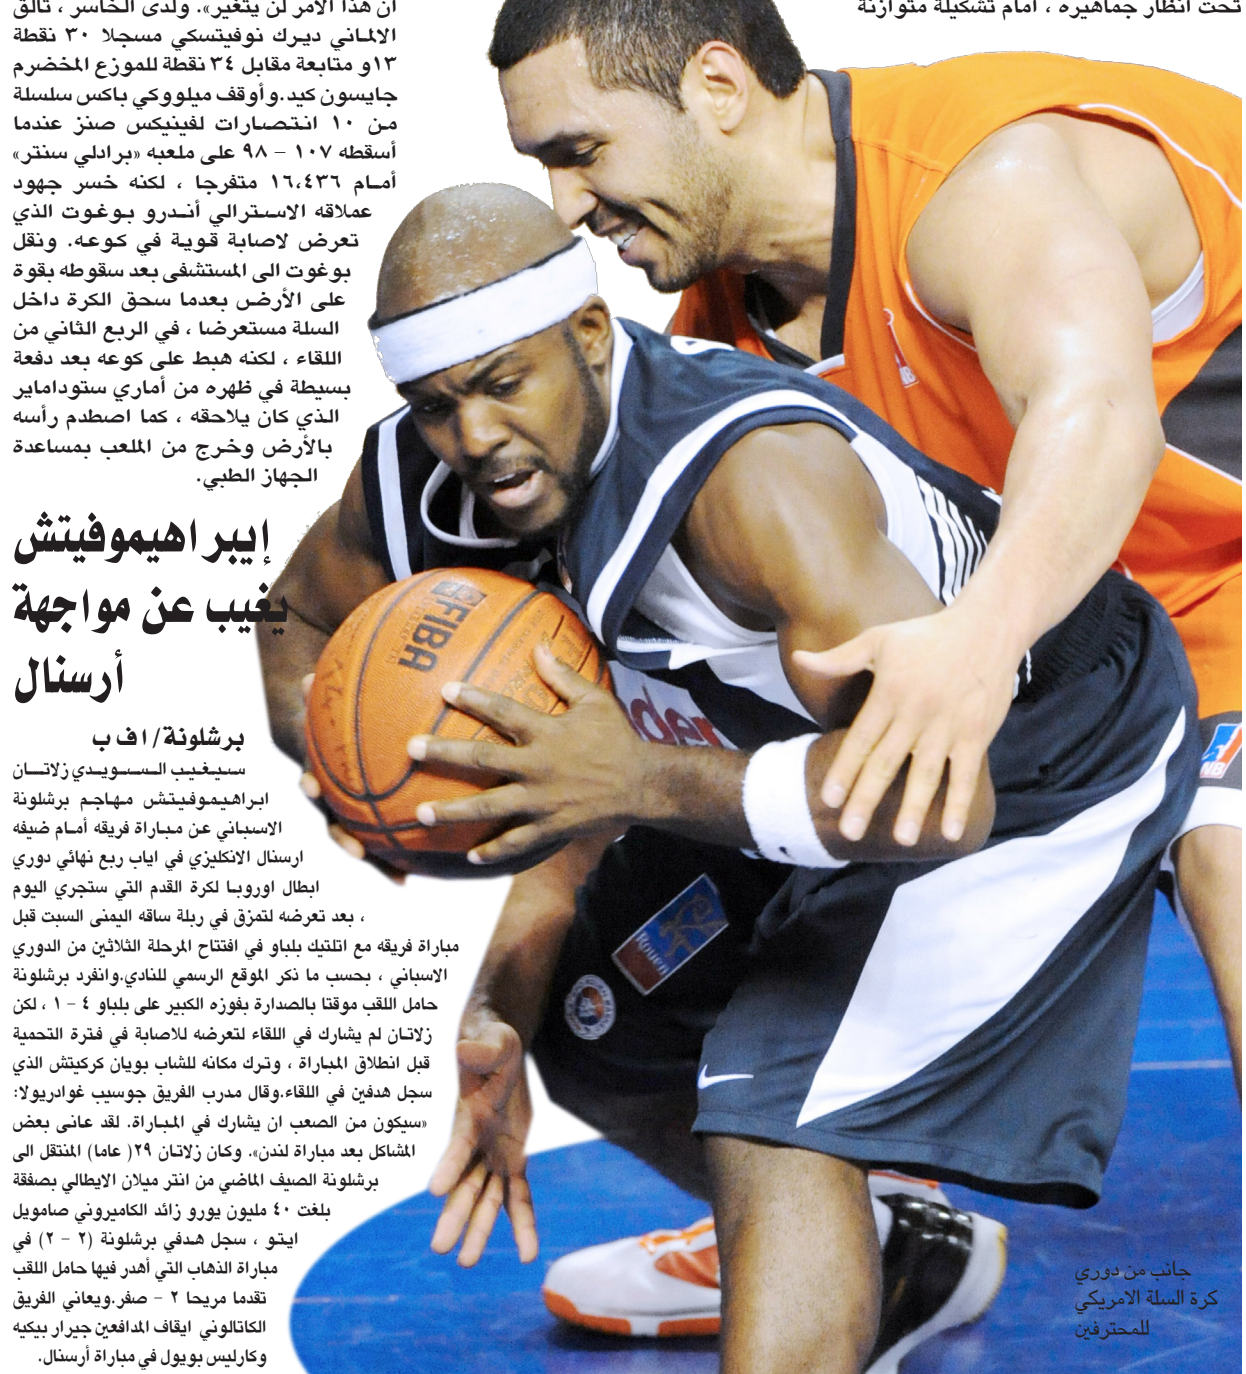 تحت انظار جماهيره ، امام تشكيلة متوازنة
ان هذا الامر لن يتغير». ولدى الخاسر ، تالق
الالماني ديرك نوفيتسكي مسجلا ٣٠ نقطة
١٣و متابعة مقابل ٣٤ نقطة للموزع المخضرم
جايسون كيد.وأوقف ميلووكي باكس سلسلة
من ١٠ انتصارات لفينيكس صنز عندما
أسقطه ١٠٧ - ٩٨ على ملعبه «برادلي سنتر»
أمام ١٦،٤٣٦ متفرجا ، لكنه خسر جهود
عملاقه الاسترالي أندرو بوغوت الذي
تعرض لاصابة قوية في كوعه. ونقل
بوغوت الى المستشفى بعد سقوطه بقوة
على الأرض بعدما سحق الكرة داخل
السلة مستعرضا ، في الربع الثاني من
اللقاء ، لكنه هبط على كوعه بعد دفعة
بسيطة في ظهره من أماري ستوداماير
الذي كان يلاحقه ، كما اصطدم رأسه
بالأرض وخرج من الملعب بمساعدة
الجهاز الطبي.
إيبراهيموفيتش
يغيب عن مواجهة
أرسنال
برشلونة/ اف ب
سيغيب السويدي زلاتان
ابراهيموفيتش مهاجم برشلونة
الاسباني عن مباراة فريقه أمام ضيفه
ارسنال الانكليزي في اياب ربع نهائي دوري
ابطال اوروبا لكرة القدم التي ستجري اليوم
، بعد تعرضه لتمزق في ربلة ساقه اليمنى السبت قبل
مباراة فريقه مع اتلتيك بلباو في افتتاح المرحلة الثلاثين من الدوري
الاسباني ، بحسب ما ذكر الموقع الرسمي للنادي.وانفرد برشلونة
حامل اللقب موقتا بالصدارة بفوزه الكبير على بلباو ٤ - ١ ، لكن
زلاتان لم يشارك في اللقاء لتعرضه للاصابة في فترة التحمية
قبل انطلاق المباراة ، وترك مكانه للشاب بويان كركيتش الذي
سجل هدفين في اللقاء.وقال مدرب الفريق جوسيب غوادريولا:
«سيكون من الصعب ان يشارك في المباراة. لقد عانى بعض
المشاكل بعد مباراة لندن». وكان زلاتان ٢٩( عاما) المنتقل الى
برشلونة الصيف الماضي من انتر ميلان الايطالي بصفقة
بلغت ٤٠ مليون يورو زائد الكاميروني صامويل
ايتو ، سجل هدفي برشلونة (٢ - ٢) في
مباراة الذهاب التي أهدر فيها حامل اللقب
تقدما مريحا ٢ - صفر.ويعاني الفريق
الكاتالوني ايقاف المدافعين جيرار بيكيه
وكارليس بويول في مباراة أرسنال.
FIBA
Rouen
NB
جانب من دوري
كرة السلة الامريكي
للمحترفين